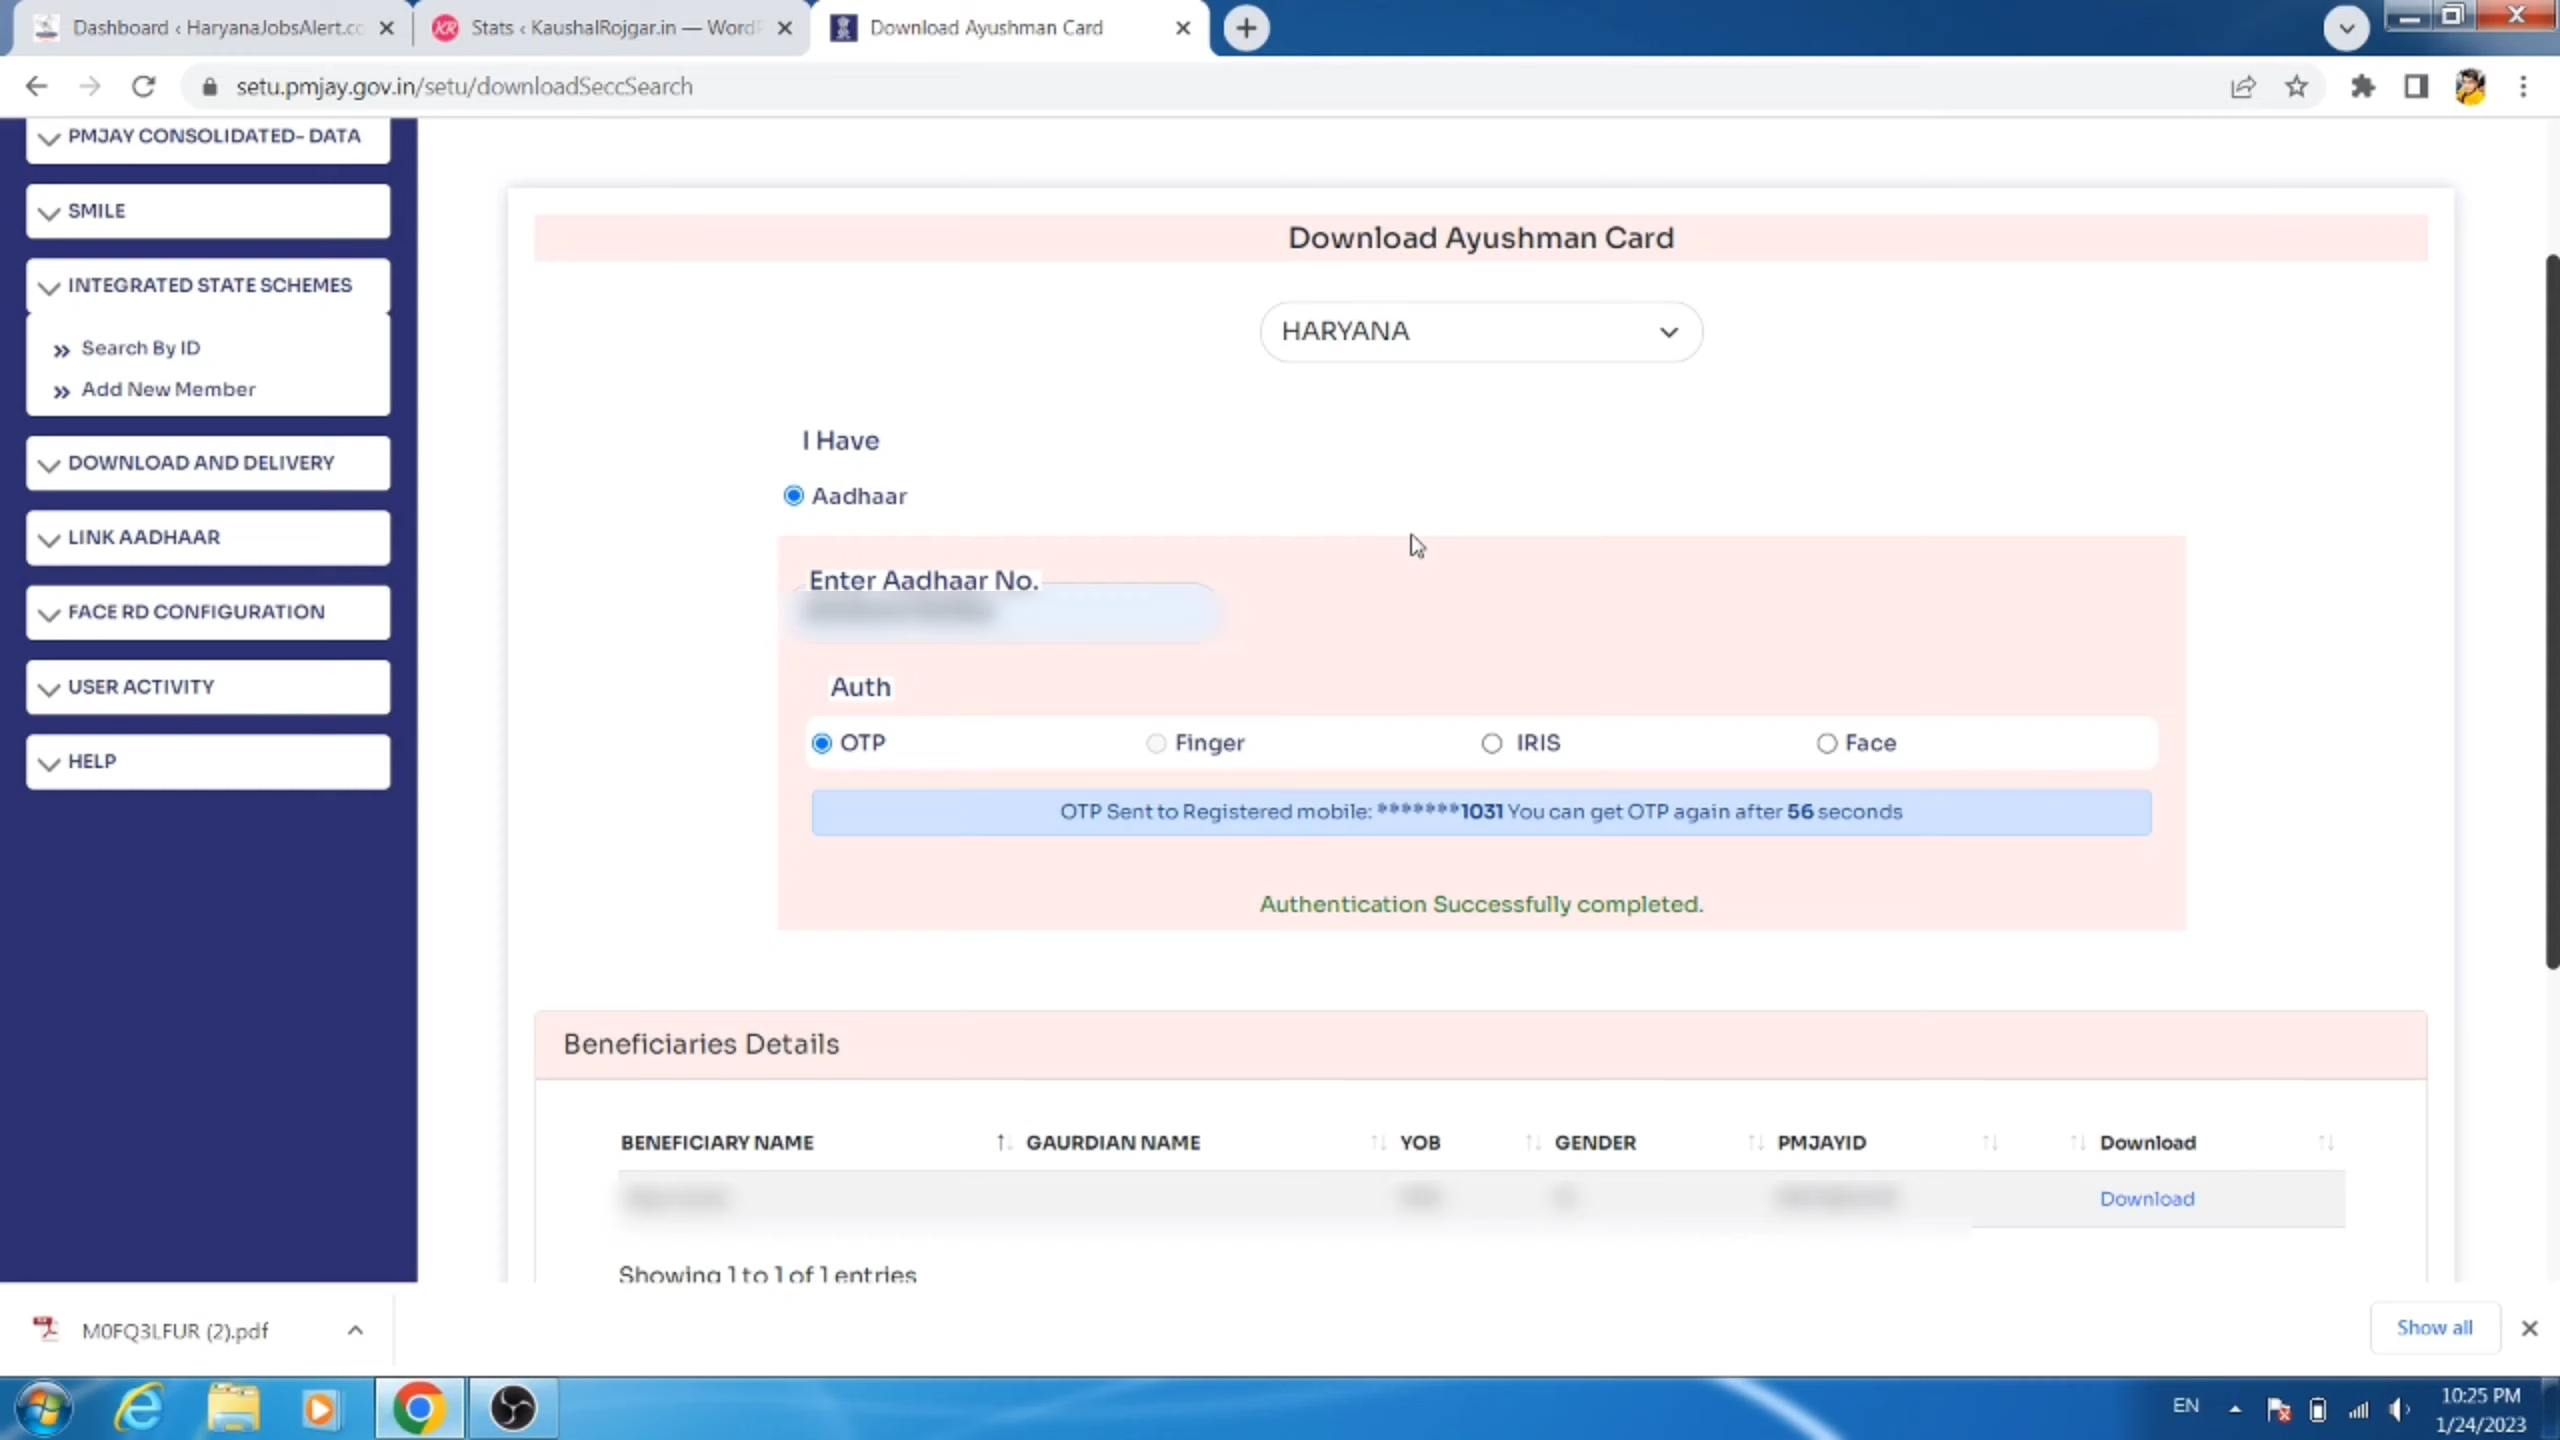 Dashboard ‹ HaryanaJobsAlert.co
Stats ‹ KaushalRojgar.in — Word
Download Ayushman Card
setu.pmjay.gov.in/setu/downloadSeccSearch
PMJAY CONSOLIDATED- DATA
SMILE
INTEGRATED STATE SCHEMES
» Search By ID
» Add New Member
DOWNLOAD AND DELIVERY
LINK AADHAAR
FACE RD CONFIGURATION
USER ACTIVITY
HELP
Download Ayushman Card
HARYANA
I Have
Aadhaar
Enter Aadhaar No.
Auth
OTP Finger IRIS Face
OTP Sent to Registered mobile: *******1031 You can get OTP again after 56 seconds
Authentication Successfully completed.
Beneficiaries Details
BENEFICIARY NAME GAURDIAN NAME YOB GENDER PMJAYID Download
Download
Showing 1 to 1 of 1 entries
M0FQ3LFUR (2).pdf
Show all
EN
10:25 PM
1/24/2023